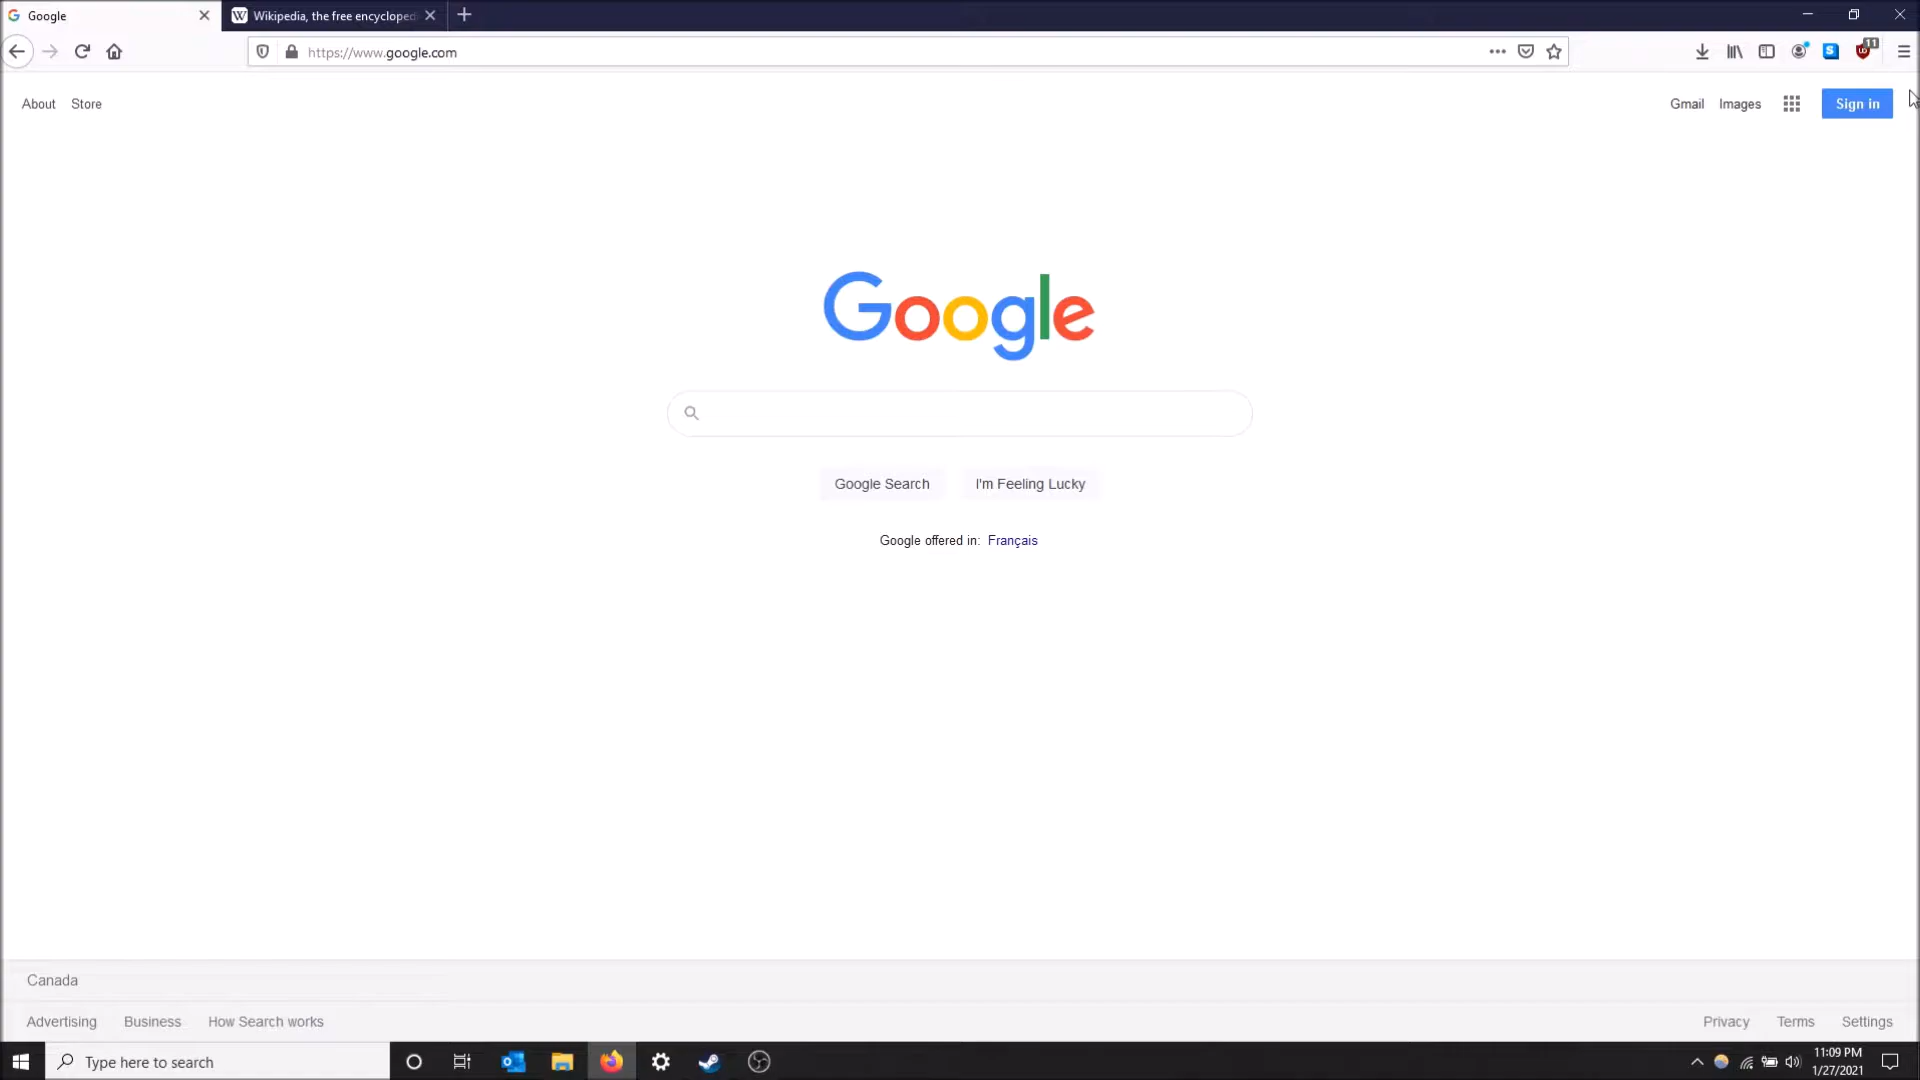 Google
Wikipedia, the free encycloped
https://www.google.com
11
About Store
Gmail Images Sign in
Google
Google Search I'm Feeling Lucky
Google offered in: Français
Canada
Advertising Business How Search works
Privacy Terms Settings
Type here to search
11:09 PM
1/27/2021